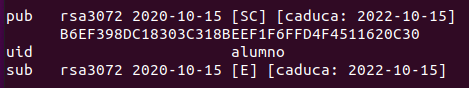 pub   rsa3072 2020-10-15 [SC] [caduca: 2022-10-15]
      B6EF398DC18303C318BEEF1F6FFD4F4511620C30
uid                  alumno
sub   rsa3072 2020-10-15 [E] [caduca: 2022-10-15]